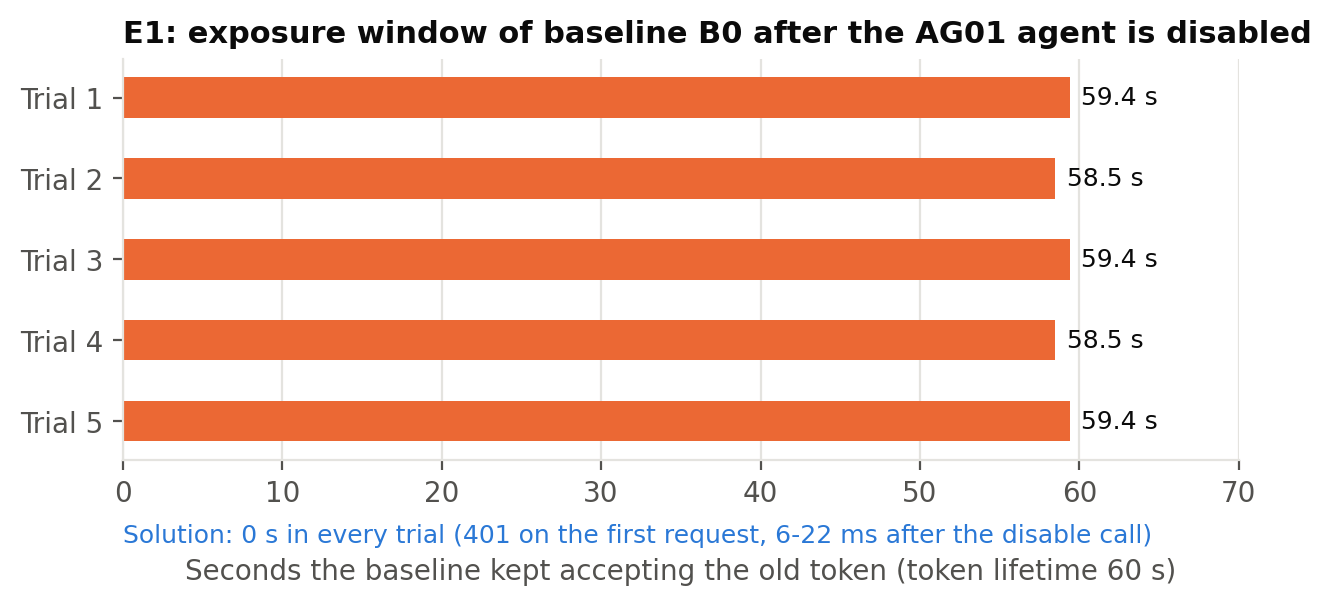 E1: exposure window of baseline B0 after the AG01 agent is disabled
Trial 1 59.4 s
Trial 2 58.5 s
Trial 3 59.4 s
Trial 4 58.5 s
Trial 5 59.4 s
0 10 20 30 40 50 60 70
Solution: 0 s in every trial (401 on the first request, 6-22 ms after the disable call)
Seconds the baseline kept accepting the old token (token lifetime 60 s)